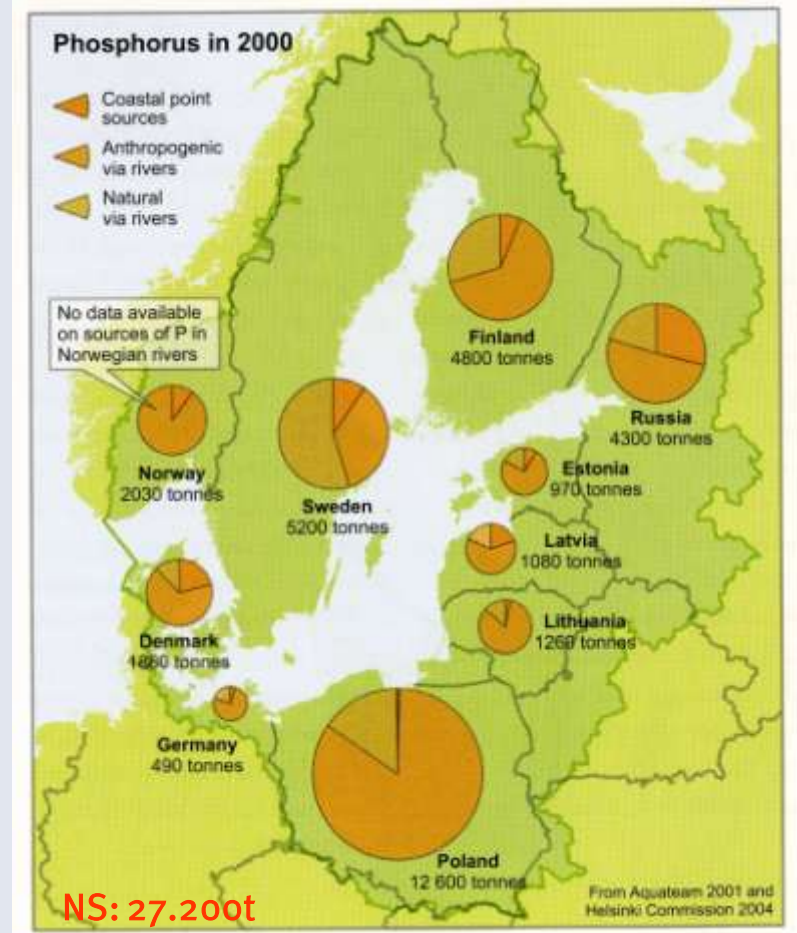 Phosphorus in 2000
Coastal point
sources
Anthropogenic
via rivers
Natural
via rivers
No data available
on sources of P in
Norwegian rivers
Finland
4800 tonnes
Russia
4300 tonnes
Norway
2030 tonnes
Sweden
5200 tonnes
Estonia
970 tonnes
Latvia
1080 tonnes
Lithuania
1260 tonnes
Denmark
1860 tonnes
Germany
490 tonnes
Poland
12 600 tonnes
NS: 27.200t
From Aquateam 2001 and
Helsinki Commission 2004